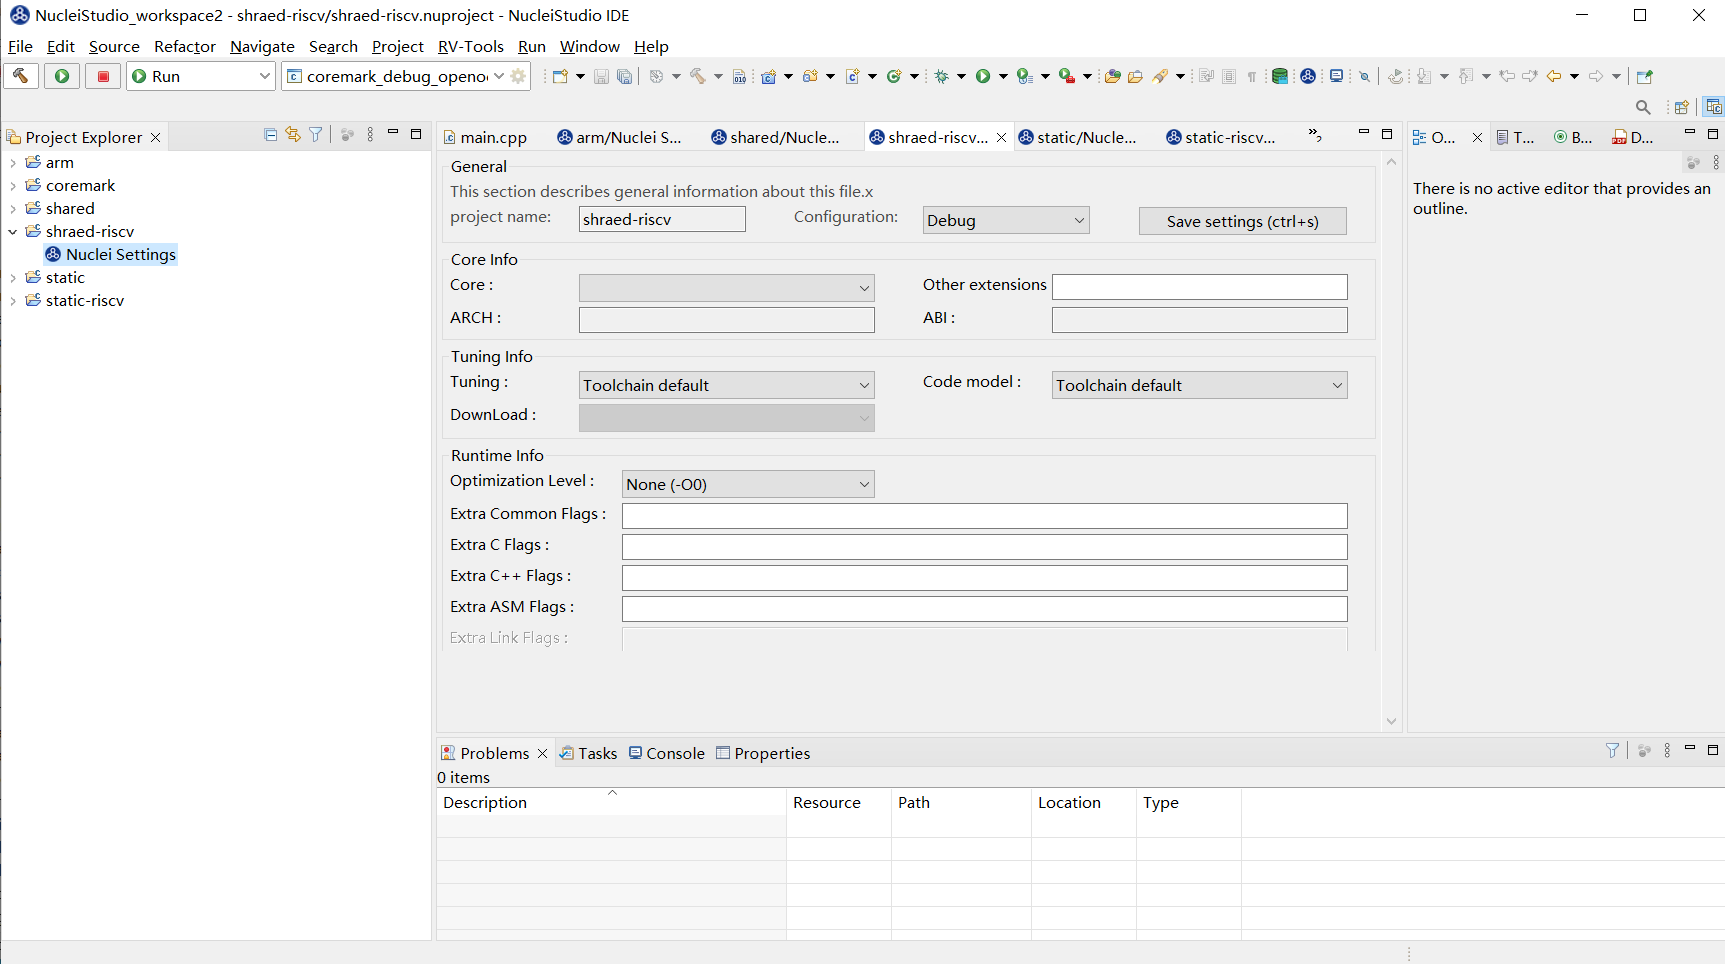 NucleiStudio_workspace2 - shraed-riscv/shraed-riscv.nuproject - NucleiStudio IDE
File Edit Source Refactor Navigate Search Project RV-Tools Run Window Help
Run coremark_debug_openoc
Project Explorer
arm
coremark
shared
shraed-riscv
Nuclei Settings
static
static-riscv
main.cpp arm/Nuclei S... shared/Nucle... shraed-riscv... static/Nucle... static-riscv... »2
General
This section describes general information about this file.x
project name: shraed-riscv Configuration: Debug Save settings (ctrl+s)
Core Info
Core : Other extensions
ARCH : ABI :
Tuning Info
Tuning : Toolchain default Code model : Toolchain default
DownLoad :
Runtime Info
Optimization Level : None (-O0)
Extra Common Flags :
Extra C Flags :
Extra C++ Flags :
Extra ASM Flags :
Extra Link Flags :
O... T... B... D...
There is no active editor that provides an
outline.
Problems Tasks Console Properties
0 items
Description Resource Path Location Type